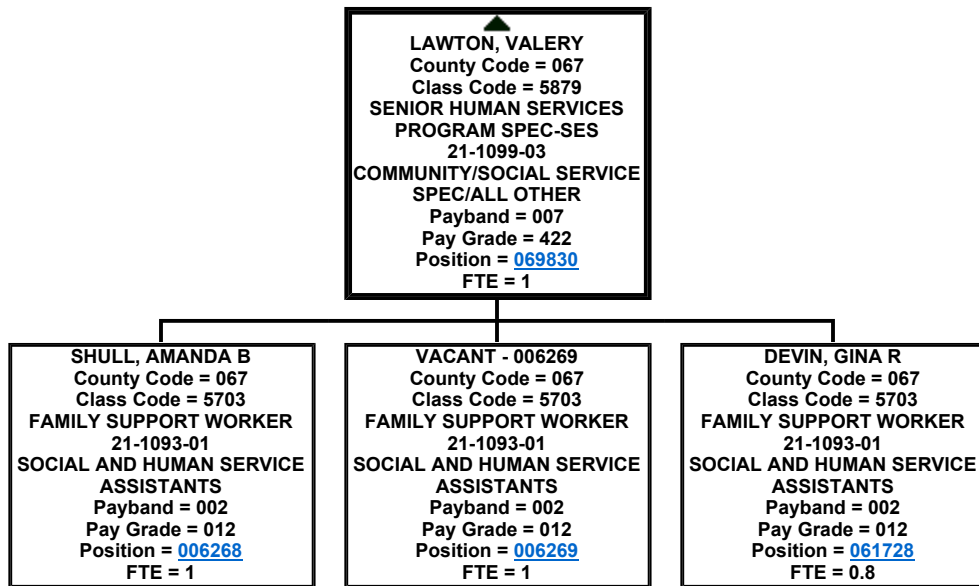 LAWTON, VALERY
County Code = 067
Class Code = 5879
SENIOR HUMAN SERVICES
PROGRAM SPEC-SES
21-1099-03
COMMUNITY/SOCIAL SERVICE
SPEC/ALL OTHER
Payband = 007
Pay Grade = 422
Position = 069830
FTE = 1
SHULL, AMANDA B
County Code = 067
Class Code = 5703
FAMILY SUPPORT WORKER
21-1093-01
SOCIAL AND HUMAN SERVICE
ASSISTANTS
Payband = 002
Pay Grade = 012
Position = 006268
FTE = 1
VACANT - 006269
County Code = 067
Class Code = 5703
FAMILY SUPPORT WORKER
21-1093-01
SOCIAL AND HUMAN SERVICE
ASSISTANTS
Payband = 002
Pay Grade = 012
Position = 006269
FTE = 1
DEVIN, GINA R
County Code = 067
Class Code = 5703
FAMILY SUPPORT WORKER
21-1093-01
SOCIAL AND HUMAN SERVICE
ASSISTANTS
Payband = 002
Pay Grade = 012
Position = 061728
FTE = 0.8